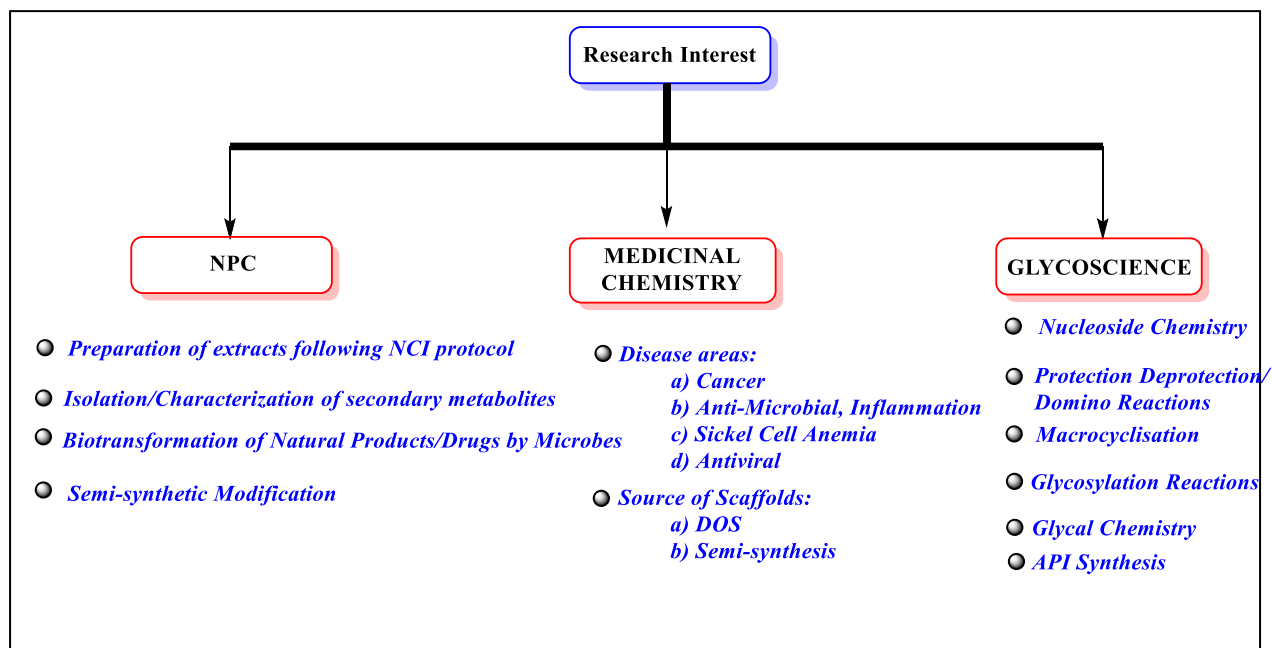 Research Interest
NPC
Preparation of extracts following NCI protocol
Isolation/Characterization of secondary metabolites
Biotransformation of Natural Products/Drugs by Microbes
Semi-synthetic Modification
MEDICINAL
CHEMISTRY
Disease areas:
a) Cancer
b) Anti-Microbial, Inflammation
c) Sickel Cell Anemia
d) Antiviral
Source of Scaffolds:
a) DOS
b) Semi-synthesis
GLYCOSCIENCE
Nucleoside Chemistry
Protection Deprotection/
Domino Reactions
Macrocyclisation
Glycosylation Reactions
Glycal Chemistry
API Synthesis